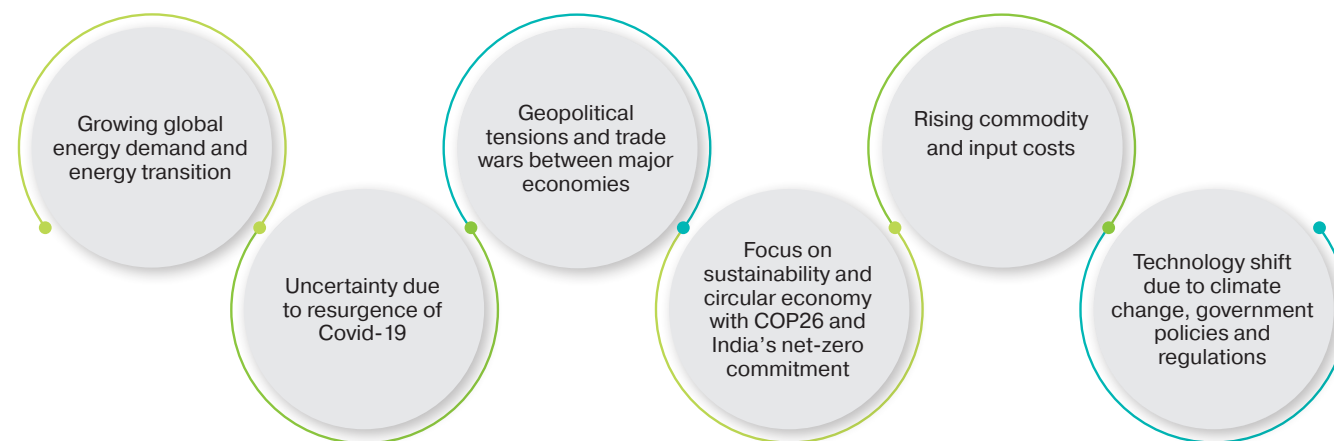 Growing global
energy demand and
energy transition
Uncertainty due
to resurgence of
Covid-19
Geopolitical
tensions and trade
wars between major
economies
Focus on
sustainability and
circular economy
with COP26 and
India’s net-zero
commitment
Rising commodity
and input costs
Technology shift
due to climate
change, government
policies and
regulations